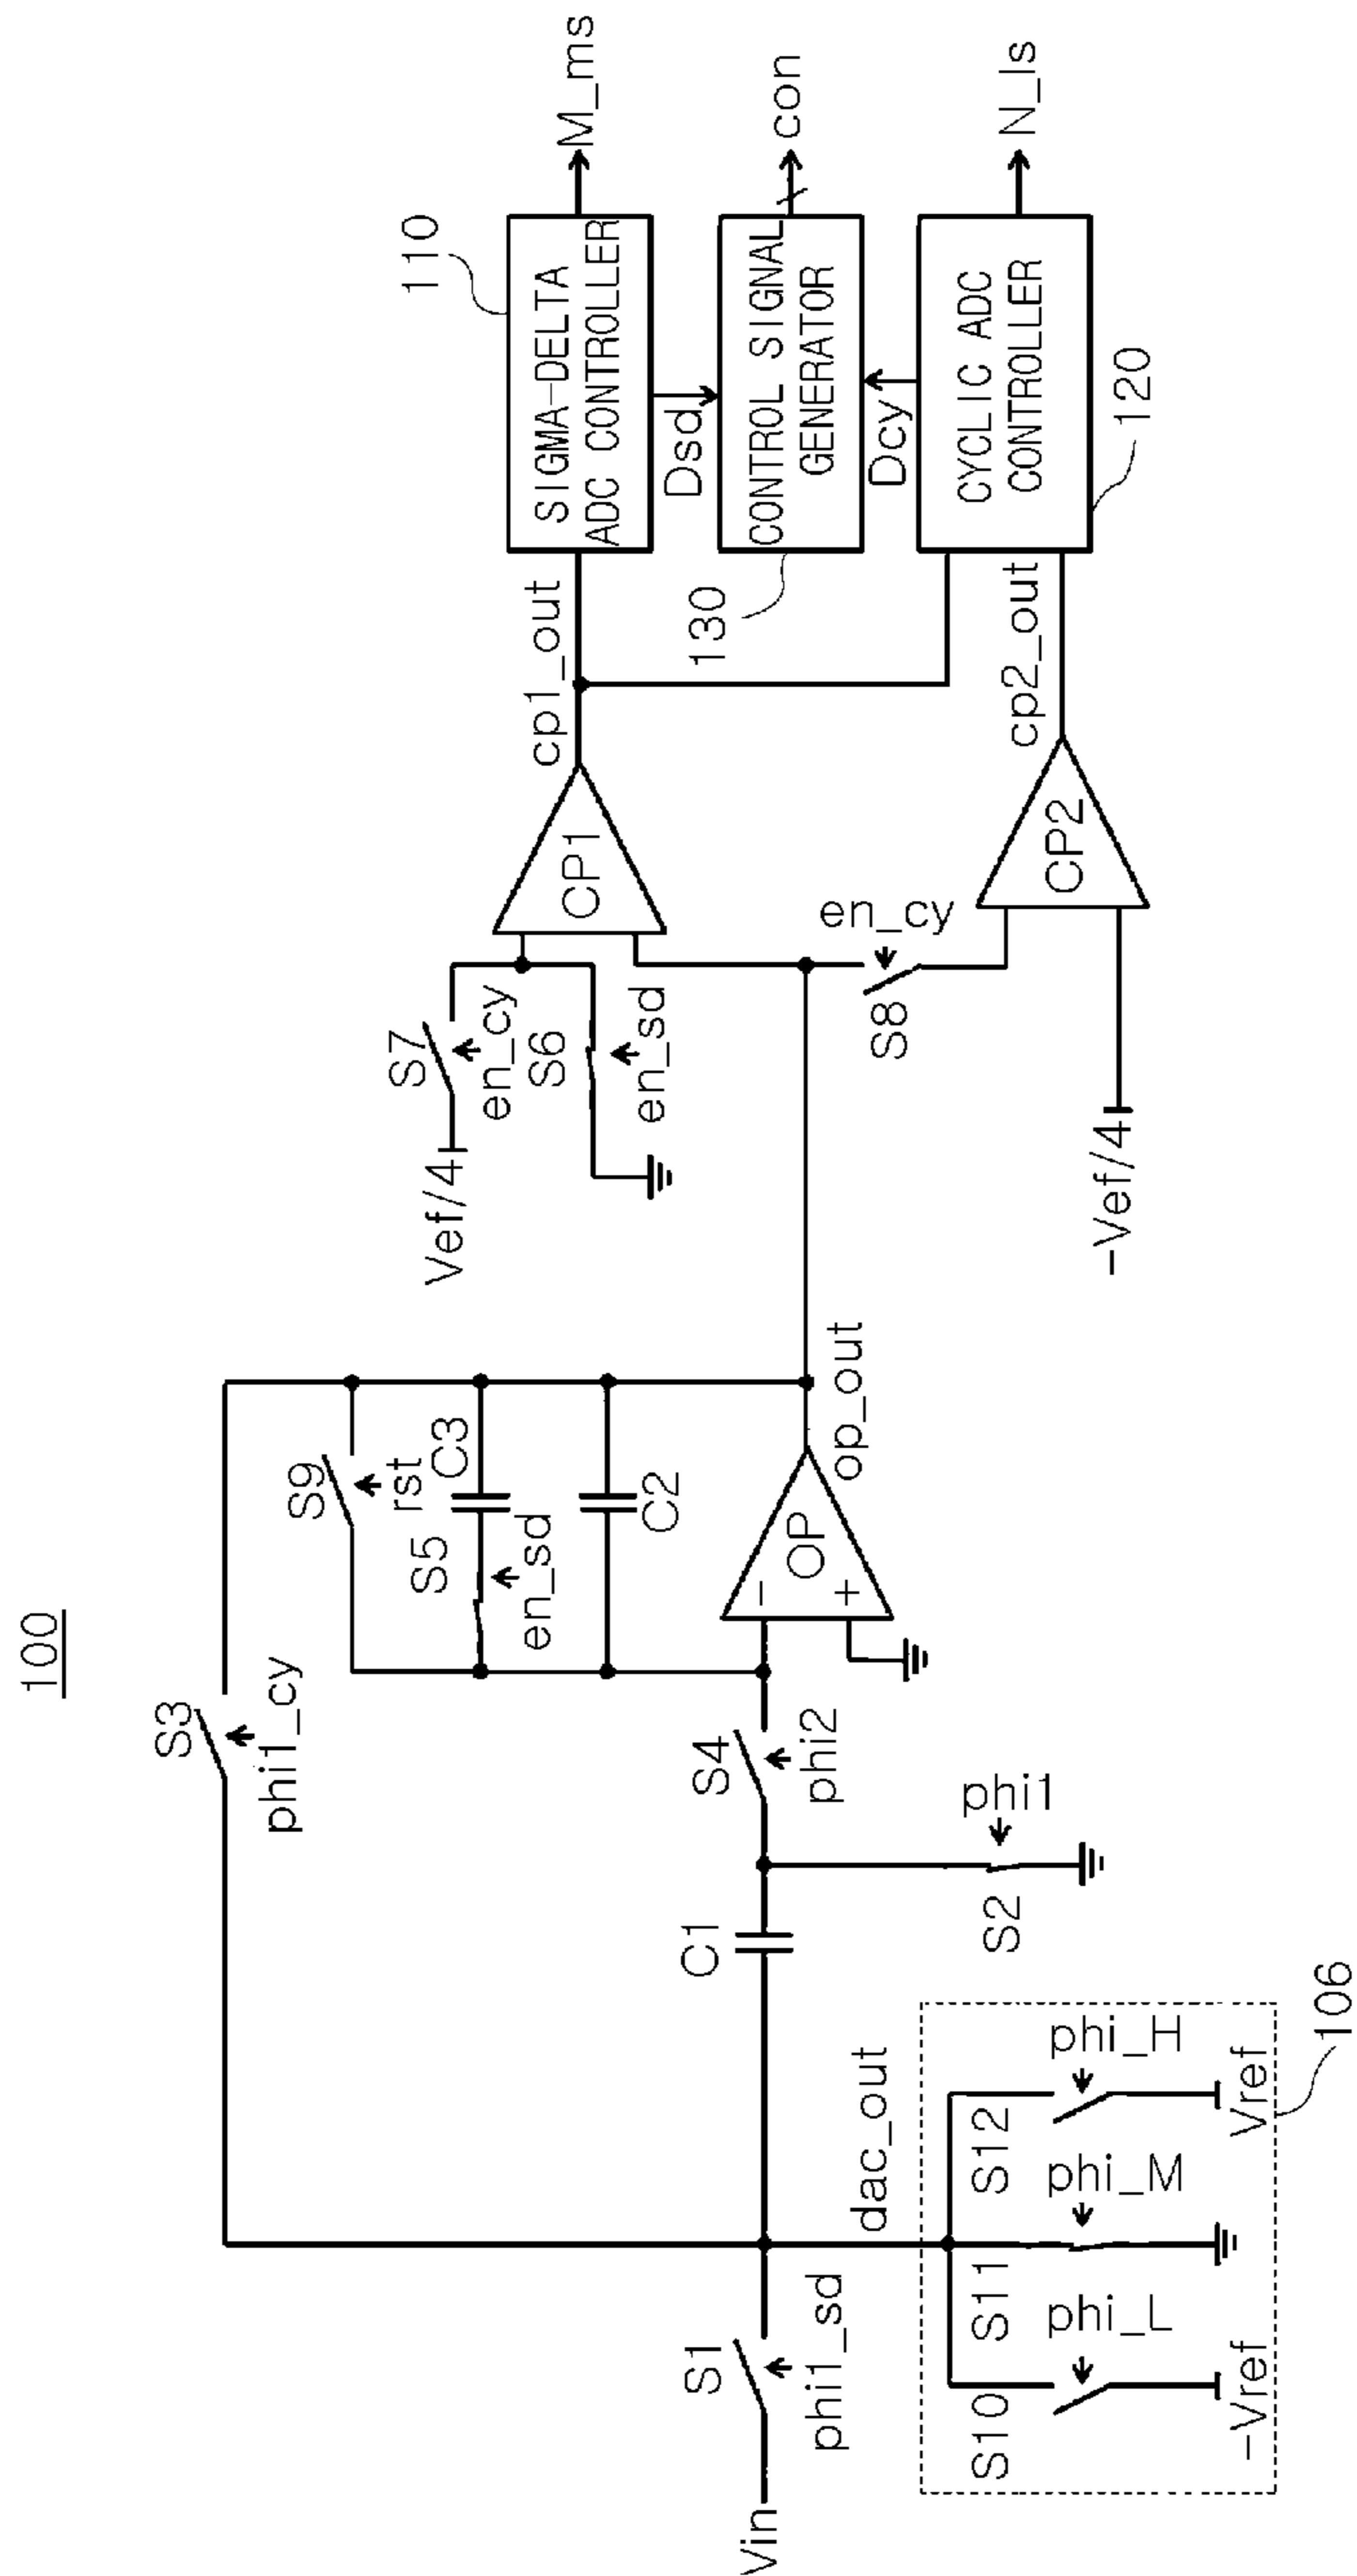 100
S3
phi1_cy
S9
rst
S5
en_sd
C3
C2
S7
en_cy
Vef/4
S6
en_sd
CP1
cp1_out
SIGMA-DELTA
ADC CONTROLLER
110
M_ms
Dsd
130
CONTROL SIGNAL
GENERATOR
con
Dcy
CYCLIC ADC
CONTROLLER
120
N_ls
Vin
S1
phi1_sd
C1
S4
phi2
−
+
OP
op_out
S8
en_cy
CP2
cp2_out
-Vef/4
S2
phi1
dac_out
S10
phi_L
-Vref
S11
phi_M
S12
phi_H
Vref
106